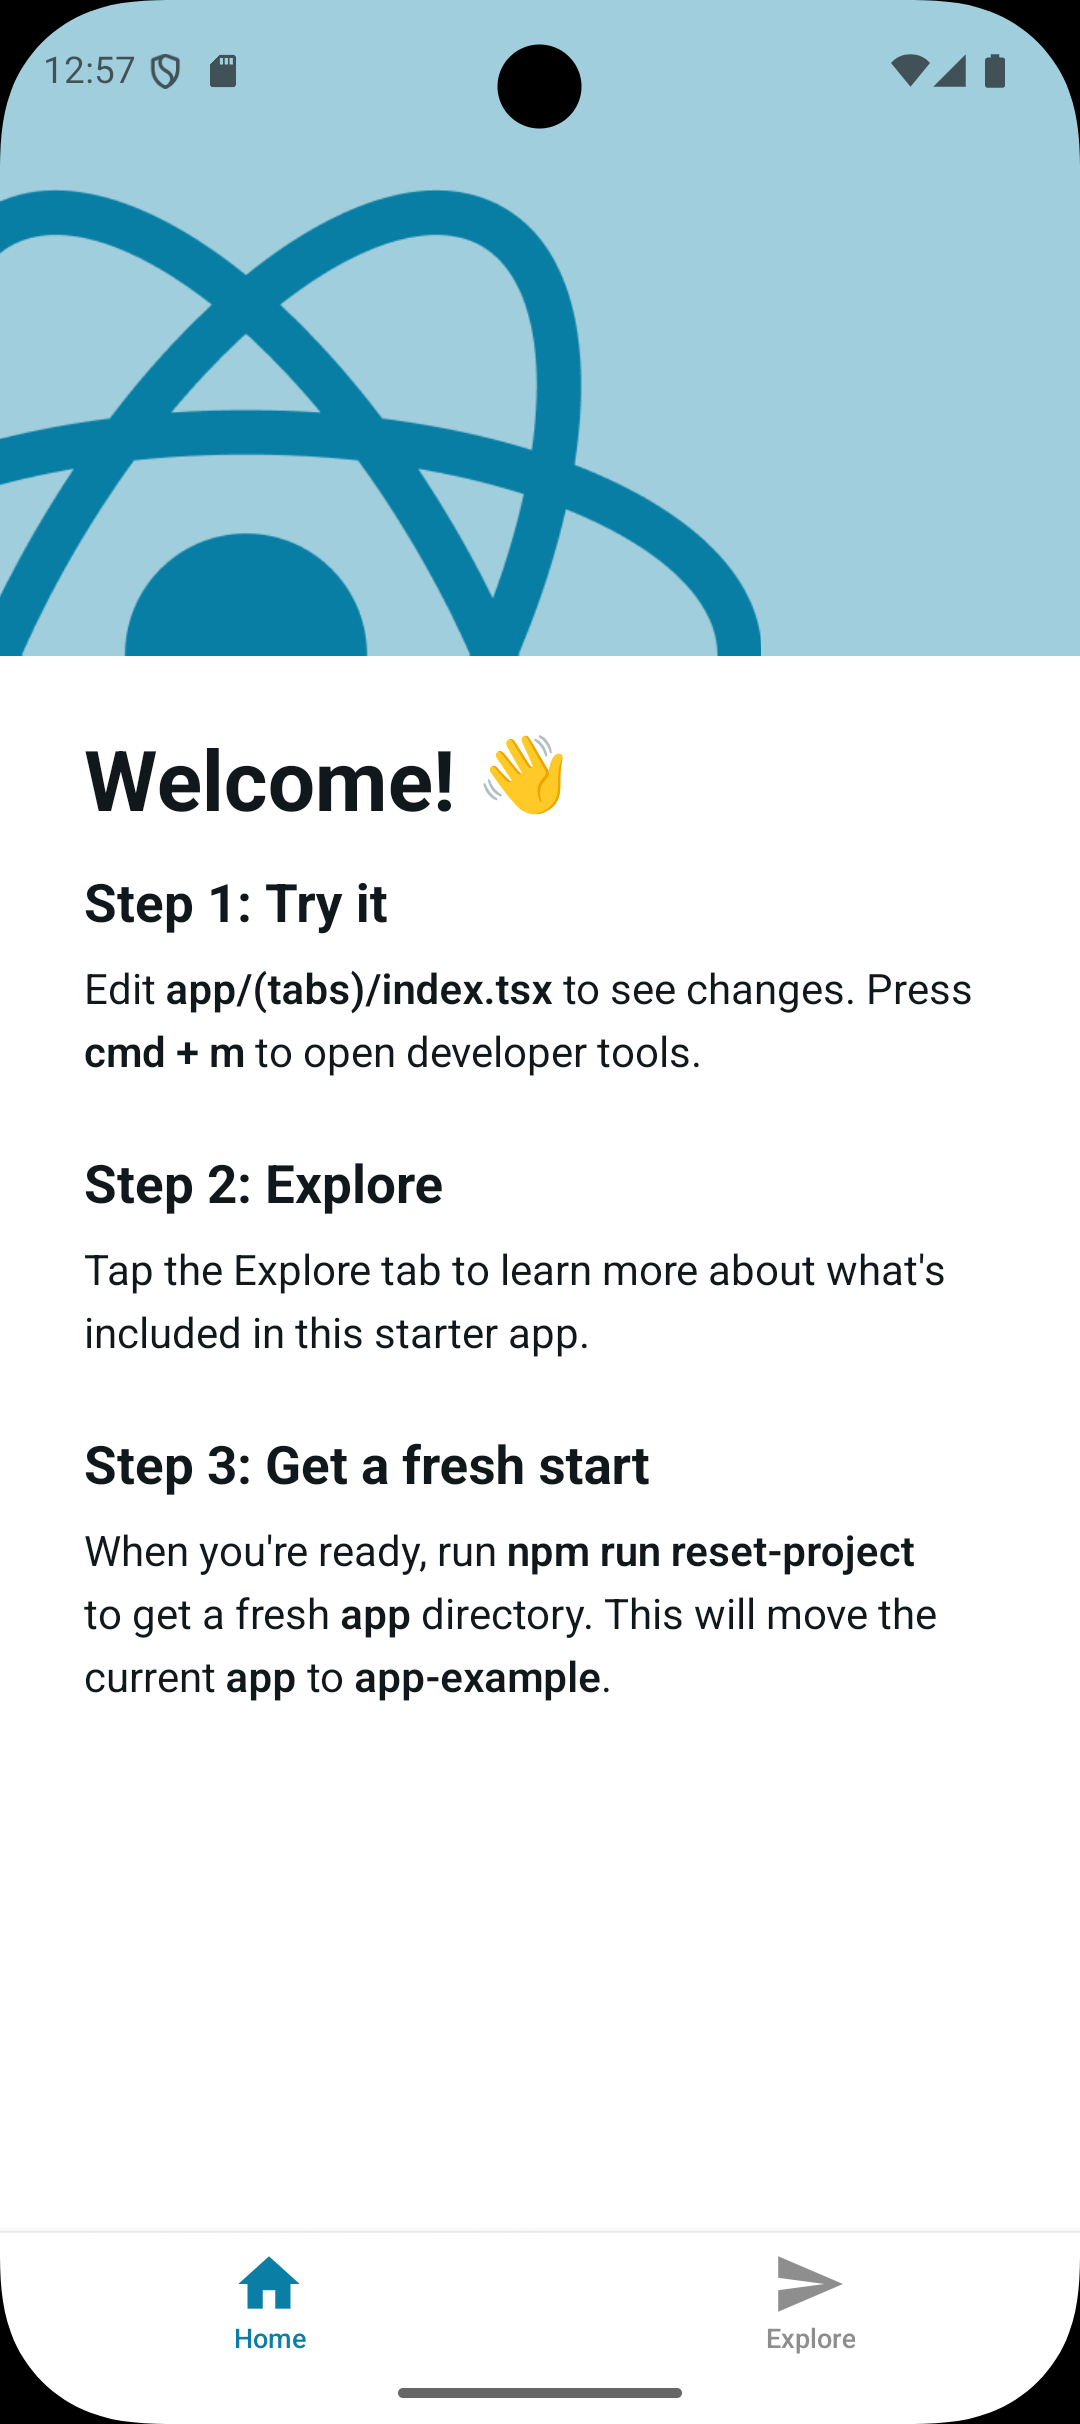 12:57
Welcome! 👋
Step 1: Try it
Edit app/(tabs)/index.tsx to see changes. Press
cmd + m to open developer tools.
Step 2: Explore
Tap the Explore tab to learn more about what's
included in this starter app.
Step 3: Get a fresh start
When you're ready, run npm run reset-project
to get a fresh app directory. This will move the
current app to app-example.
Home
Explore